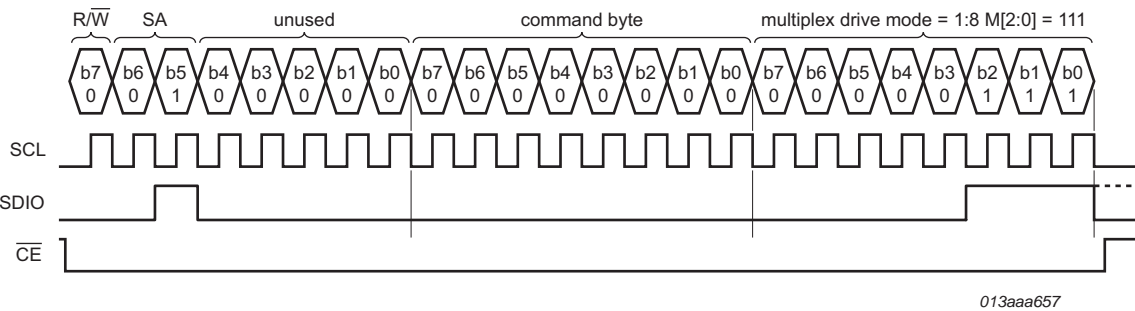 R/W SA unused command byte multiplex drive mode = 1:8 M[2:0] = 111
b7 b6 b5 b4 b3 b2 b1 b0 b7 b6 b5 b4 b3 b2 b1 b0 b7 b6 b5 b4 b3 b2 b1 b0
0 0 1 0 0 0 0 0 0 0 0 0 0 0 0 0 0 0 0 0 0 1 1 1
SCL
SDIO
CE
013aaa657